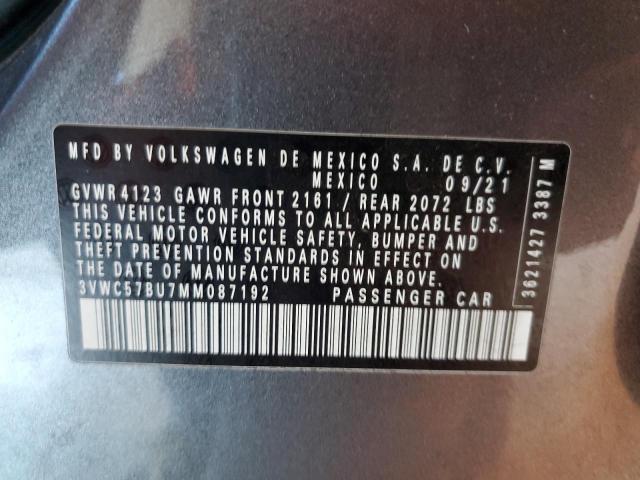 MFD BY VOLKSWAGEN DE MEXICO S.A. DE C.V.
MEXICO 09/21
GVWR4123 GAWR FRONT 2161 / REAR 2072 LBS
THIS VEHICLE CONFORMS TO ALL APPLICABLE U.S.
FEDERAL MOTOR VEHICLE SAFETY, BUMPER AND
THEFT PREVENTION STANDARDS IN EFFECT ON
THE DATE OF MANUFACTURE SHOWN ABOVE.
3VWC57BU7MM087192 PASSENGER CAR
3621427 3387 M